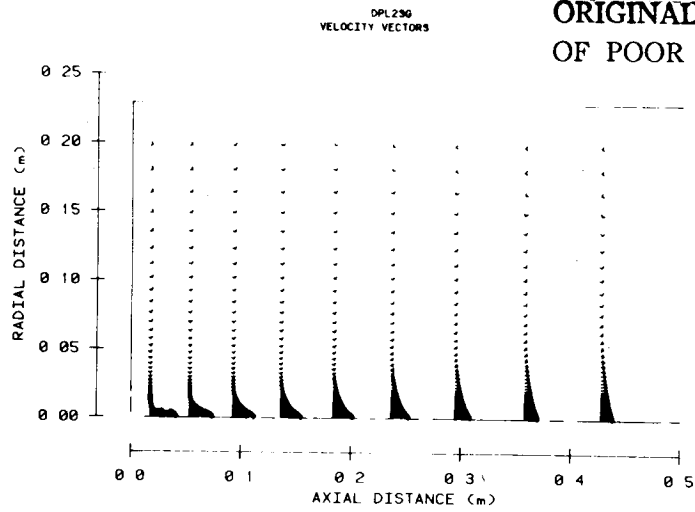 DPL29G
VELOCITY VECTORS
ORIGINAL
OF POOR
0 25
0 20
0 15
0 10
0 05
0 00
RADIAL DISTANCE (m)
0 0
0 1
0 2
0 3
0 4
0 5
AXIAL DISTANCE (m)